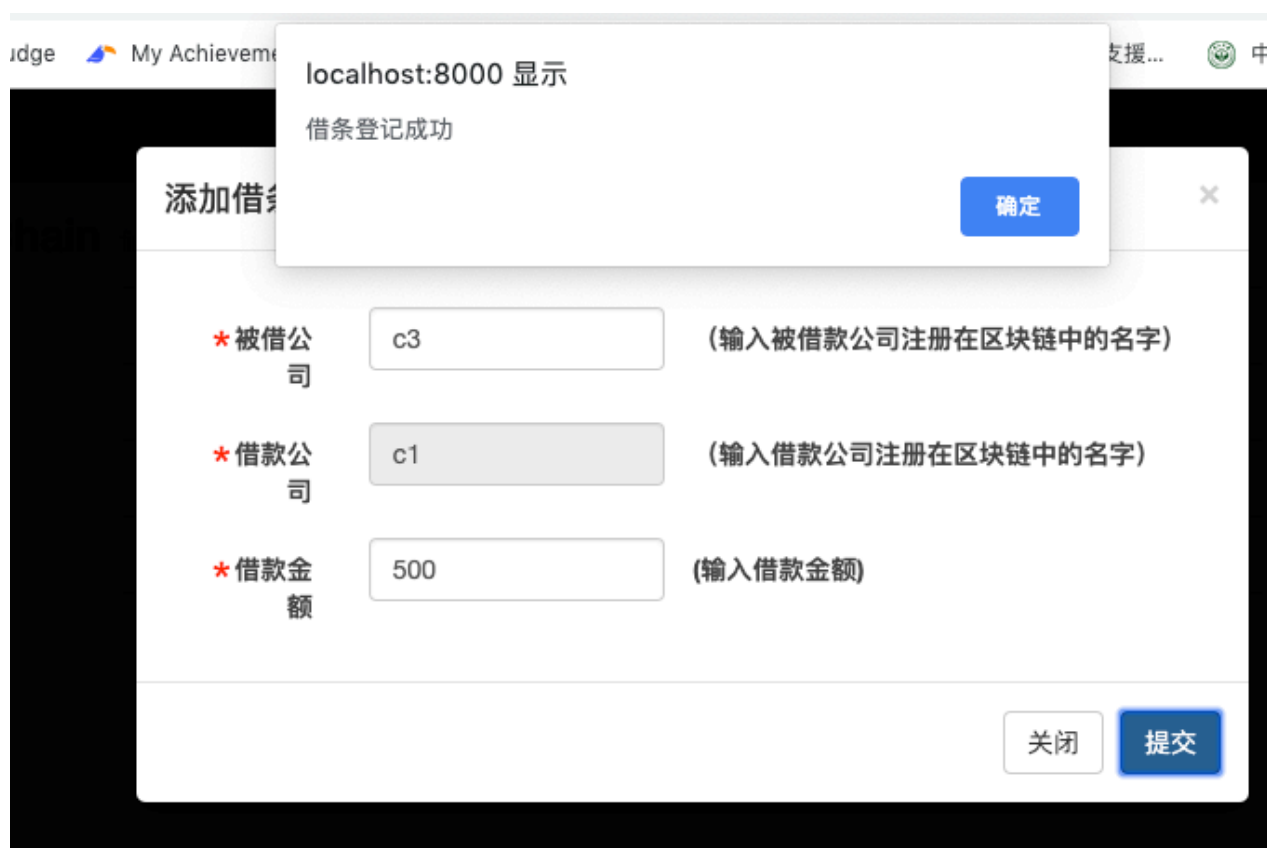 My Achieveme
支援...
中
localhost:8000 显示
借条登记成功
确定
添加借条
×
hain
*被借公司
c3
（输入被借款公司注册在区块链中的名字）
*借款公司
c1
（输入借款公司注册在区块链中的名字）
*借款金额
500
(输入借款金额)
关闭
提交